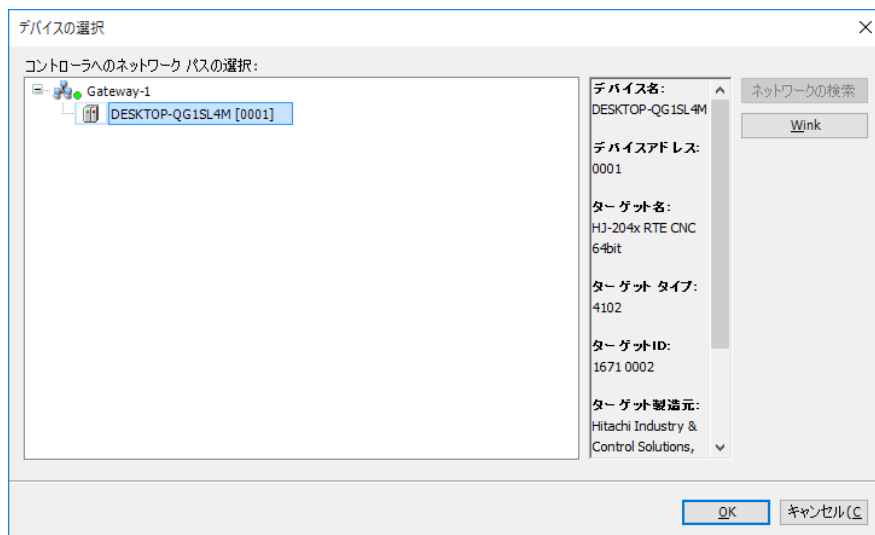 デバイスの選択
コントローラへのネットワーク パスの選択:
Gateway-1
DESKTOP-QG1SL4M [0001]
デバイス名:
DESKTOP-QG1SL4M
デバイスアドレス:
0001
ターゲット名:
HJ-204x RTE CNC
64bit
ターゲット タイプ:
4102
ターゲットID:
1671 0002
ターゲット製造元:
Hitachi Industry &
Control Solutions,
ネットワークの検索
Wink
OK
キャンセル(C